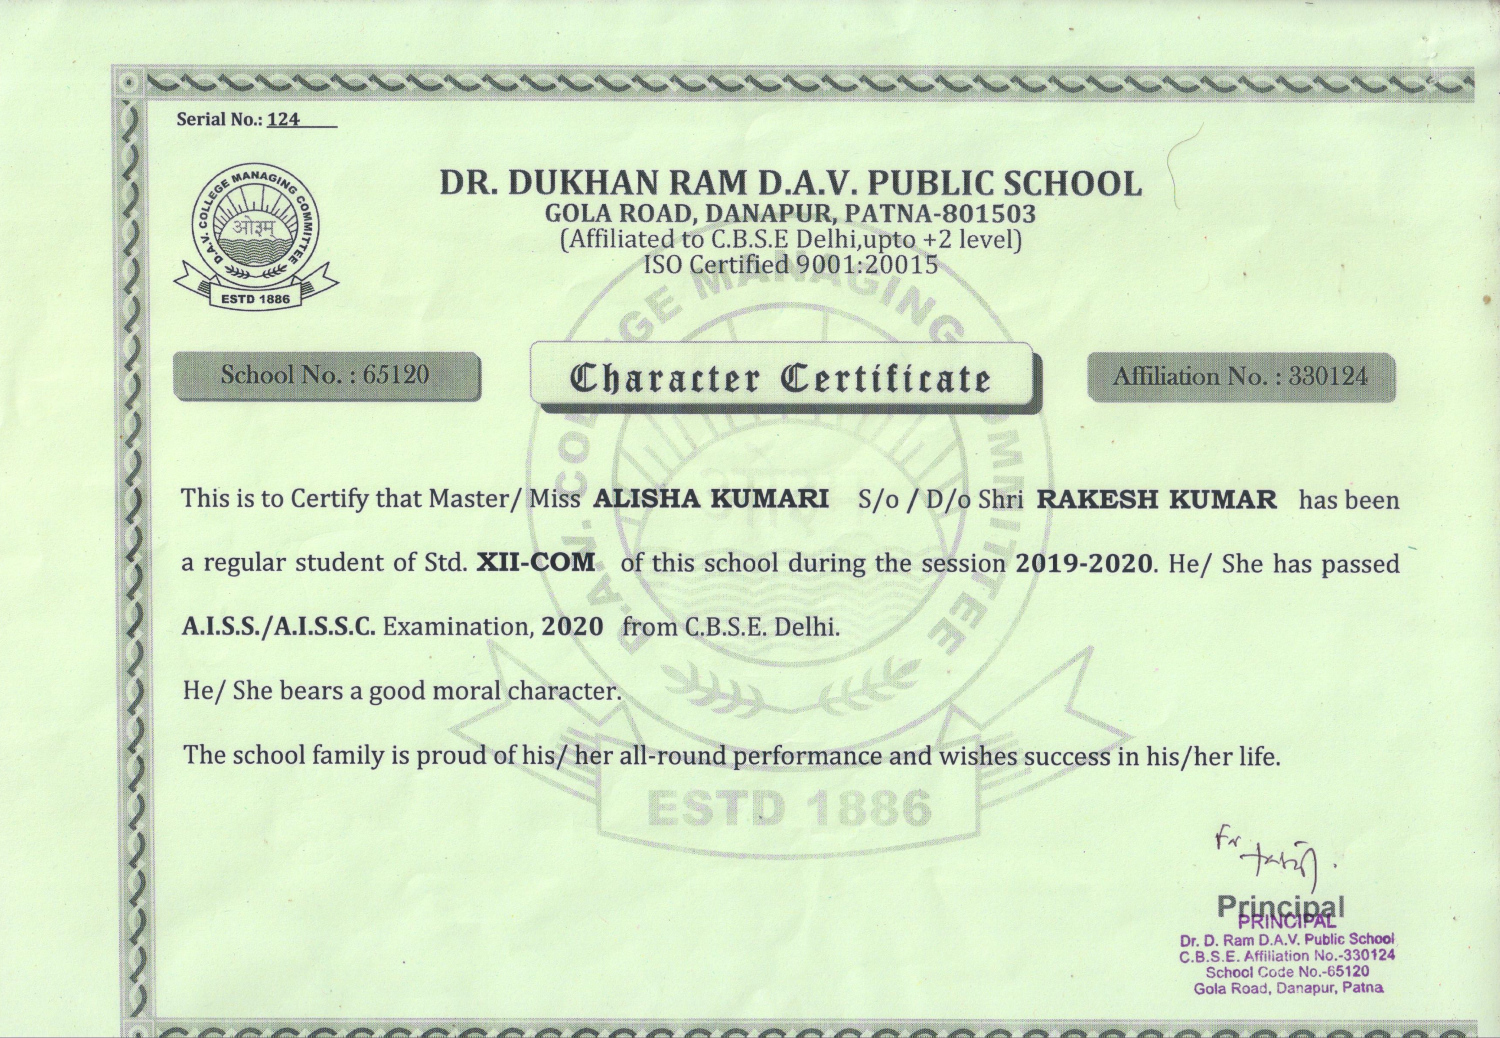 Serial No.: 124
D.A.V. COLLEGE MANAGING COMMITTEE
ओ३म्
ESTD 1886
DR. DUKHAN RAM D.A.V. PUBLIC SCHOOL
GOLA ROAD, DANAPUR, PATNA-801503
(Affiliated to C.B.S.E Delhi,upto +2 level)
ISO Certified 9001:20015
School No. : 65120
Character Certificate
Affiliation No. : 330124
This is to Certify that Master/ Miss ALISHA KUMARI S/o / D/o Shri RAKESH KUMAR has been
a regular student of Std. XII-COM of this school during the session 2019-2020. He/ She has passed
A.I.S.S./A.I.S.S.C. Examination, 2020 from C.B.S.E. Delhi.
He/ She bears a good moral character.
The school family is proud of his/ her all-round performance and wishes success in his/her life.
D.A.V. COLLEGE MANAGING COMMITTEE
ओ३म्
ESTD 1886
Principal
PRINCIPAL
Dr. D. Ram D.A.V. Public School
C.B.S.E. Affiliation No.-330124
School Code No.-65120
Gola Road, Danapur, Patna